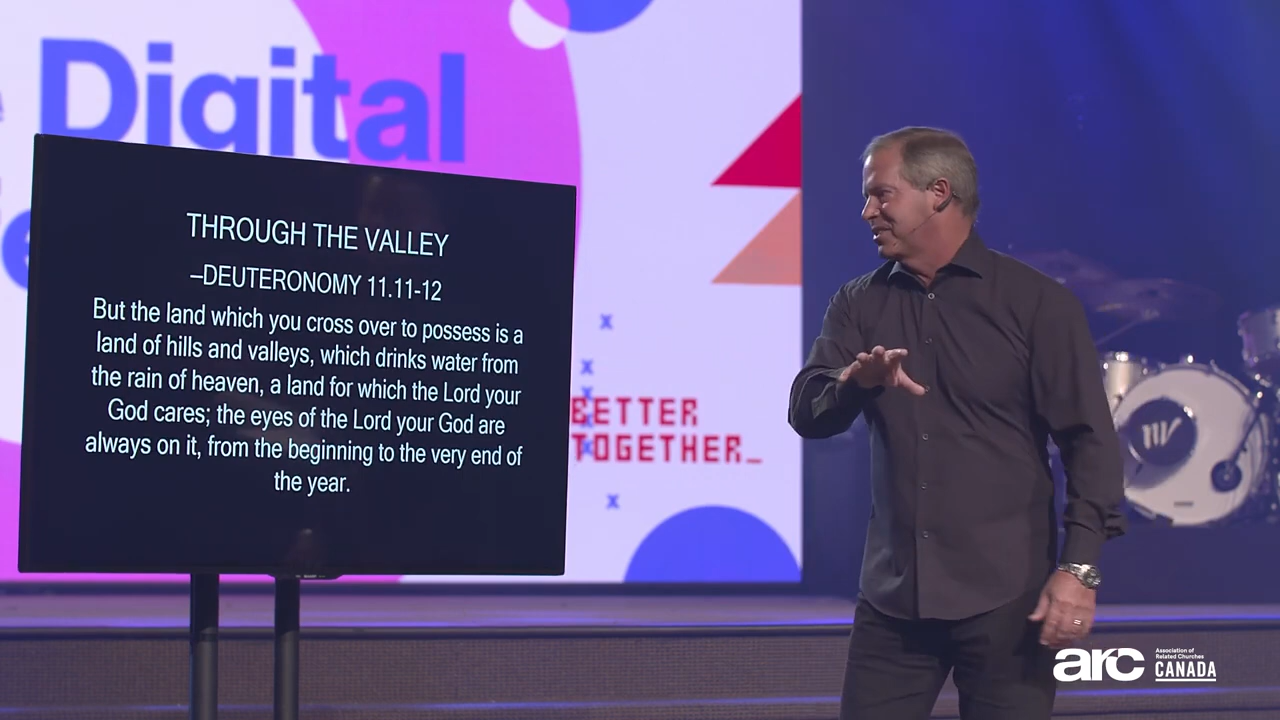 Digital
THROUGH THE VALLEY
–DEUTERONOMY 11.11-12
But the land which you cross over to possess is a
land of hills and valleys, which drinks water from
the rain of heaven, a land for which the Lord your
God cares; the eyes of the Lord your God are
always on it, from the beginning to the very end of
the year.
BETTER
TOGETHER_
arc
Association of
Related Churches
CANADA